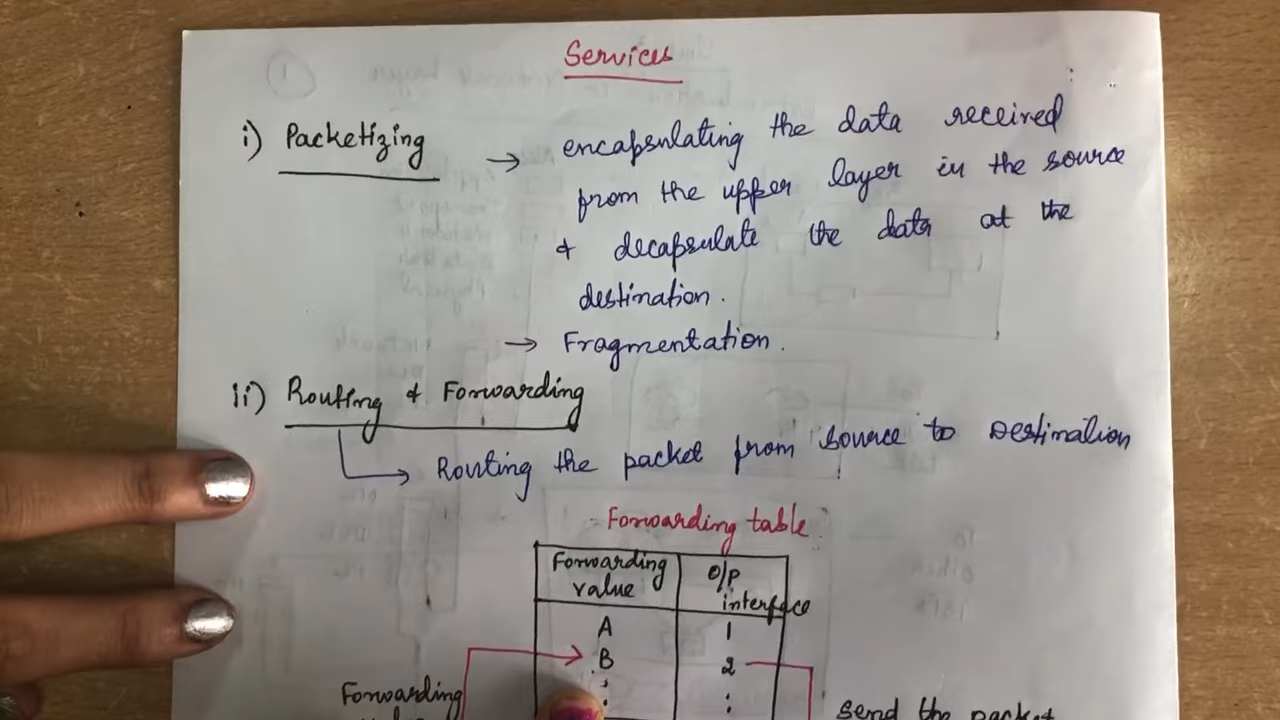 Services
i) Packetizing → encapsulating the data received
from the upper layer in the source
& decapsulate the data at the
destination.
→ Fragmentation.
ii) Routing & Forwarding
→ Routing the packet from source to Destination
Forwarding table
Forwarding value O/P interface
A 1
B 2
: :
Forwarding
send the packet